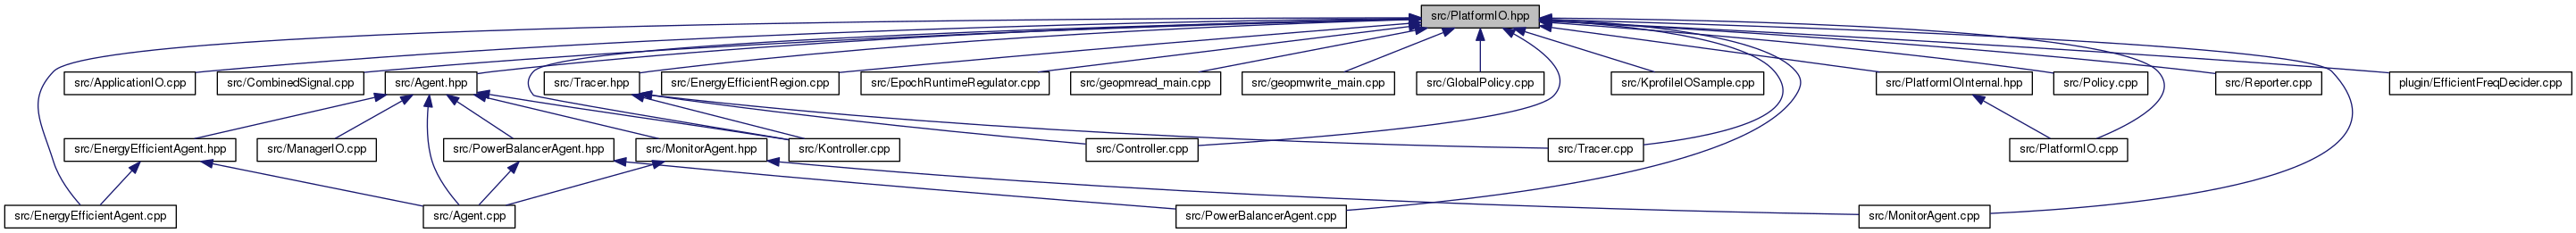 src/PlatformIO.hpp
src/ApplicationIO.cpp
src/CombinedSignal.cpp
src/Agent.hpp
src/Tracer.hpp
src/EnergyEfficientRegion.cpp
src/EpochRuntimeRegulator.cpp
src/geopmread_main.cpp
src/geopmwrite_main.cpp
src/GlobalPolicy.cpp
src/KprofileIOSample.cpp
src/PlatformIOInternal.hpp
src/Policy.cpp
src/Reporter.cpp
plugin/EfficientFreqDecider.cpp
src/EnergyEfficientAgent.hpp
src/ManagerIO.cpp
src/PowerBalancerAgent.hpp
src/MonitorAgent.hpp
src/Kontroller.cpp
src/Controller.cpp
src/Tracer.cpp
src/PlatformIO.cpp
src/EnergyEfficientAgent.cpp
src/Agent.cpp
src/PowerBalancerAgent.cpp
src/MonitorAgent.cpp